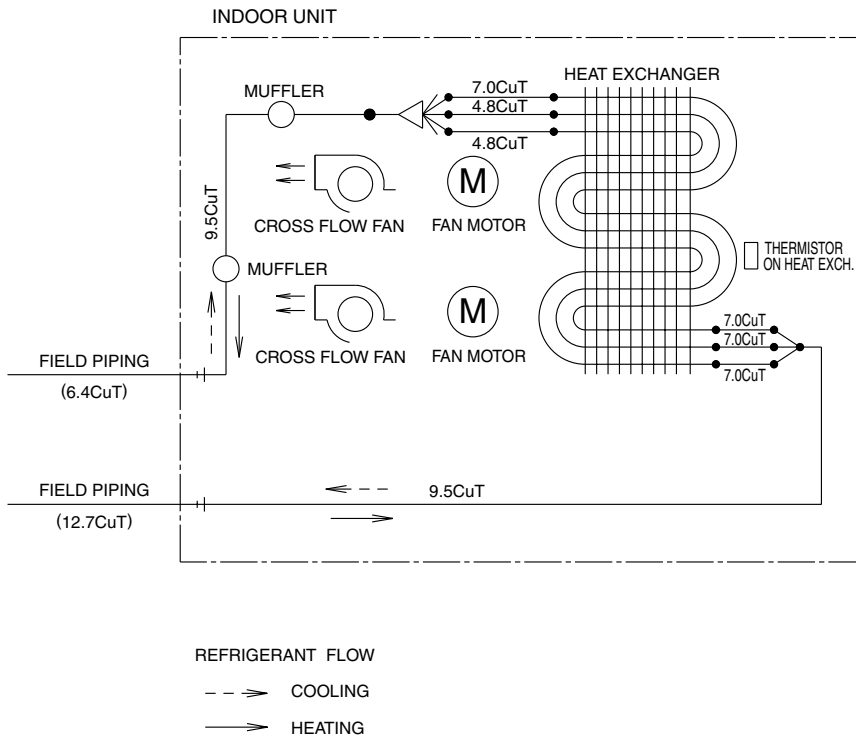 INDOOR UNIT
MUFFLER
7.0CuT
4.8CuT
4.8CuT
HEAT EXCHANGER
9.5CuT
CROSS FLOW FAN
M
FAN MOTOR
MUFFLER
THERMISTOR
ON HEAT EXCH.
CROSS FLOW FAN
M
FAN MOTOR
7.0CuT
7.0CuT
7.0CuT
FIELD PIPING
(6.4CuT)
FIELD PIPING
(12.7CuT)
9.5CuT
REFRIGERANT FLOW
COOLING
HEATING